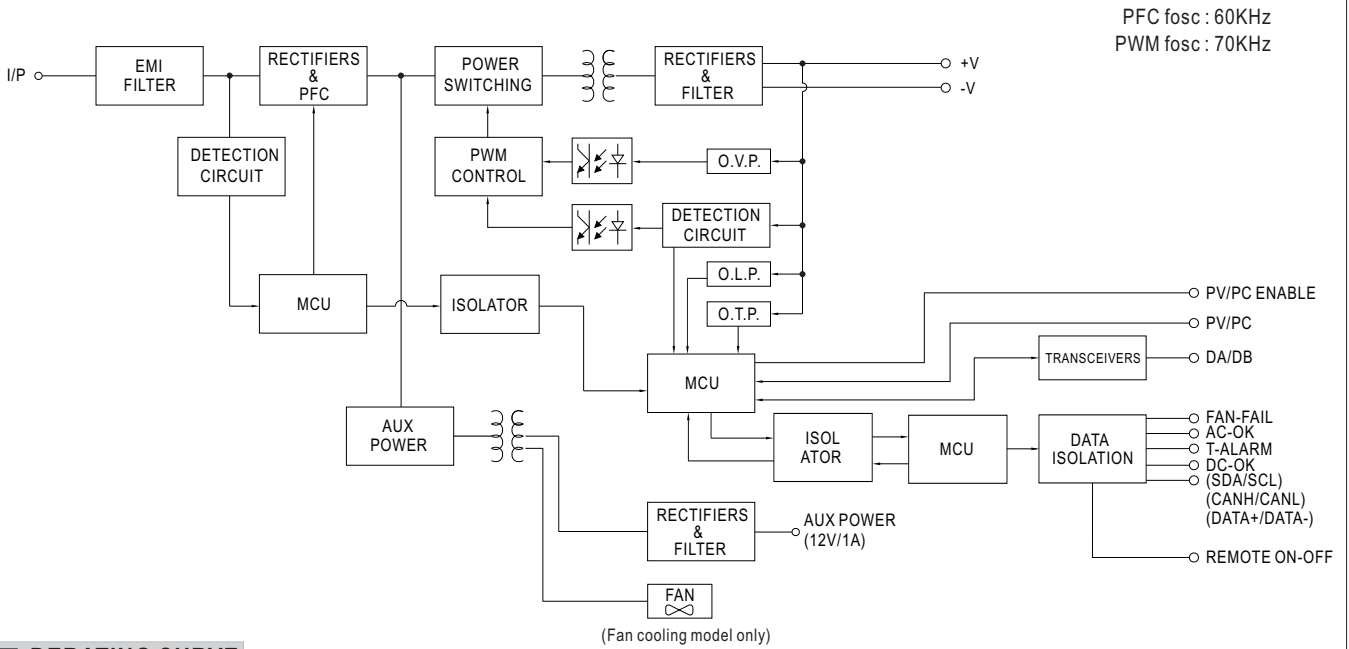 PFC fosc : 60KHz
PWM fosc : 70KHz
I/P
EMI
FILTER
RECTIFIERS
&
PFC
POWER
SWITCHING
RECTIFIERS
&
FILTER
+V
-V
DETECTION
CIRCUIT
PWM
CONTROL
O.V.P.
DETECTION
CIRCUIT
O.L.P.
O.T.P.
MCU
ISOLATOR
MCU
PV/PC ENABLE
PV/PC
TRANSCEIVERS
DA/DB
AUX
POWER
ISOL
ATOR
MCU
DATA
ISOLATION
FAN-FAIL
AC-OK
T-ALARM
DC-OK
(SDA/SCL)
(CANH/CANL)
(DATA+/DATA-)
RECTIFIERS
&
FILTER
AUX POWER
(12V/1A)
REMOTE ON-OFF
FAN
(Fan cooling model only)
DERATING CURVE